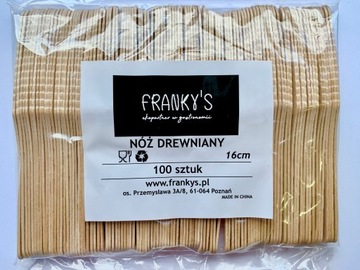 FRANKY'S
ekopartner w gastronomii
NÓŻ DREWNIANY
16cm
100 sztuk
www.frankys.pl
os. Przemysława 3A/8, 61-064 Poznań
MADE IN CHINA